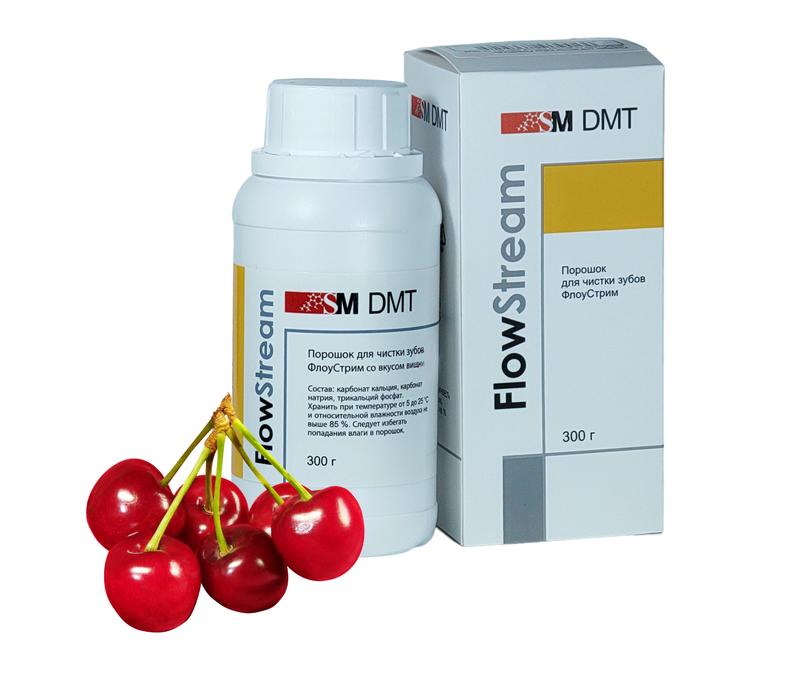 SM DMT
FlowStream
Порошок для чистки зубов
ФлоуСтрим со вкусом вишни
Состав: карбонат кальция, карбонат
натрия, трикальций фосфат.
Хранить при температуре от 5 до 25 °C
и относительной влажности воздуха не
выше 85 %. Следует избегать
попадания влаги в порошок.
300 г
SM DMT
SM DMT
FlowStream
Порошок
для чистки зубов
ФлоуСтрим
300 г